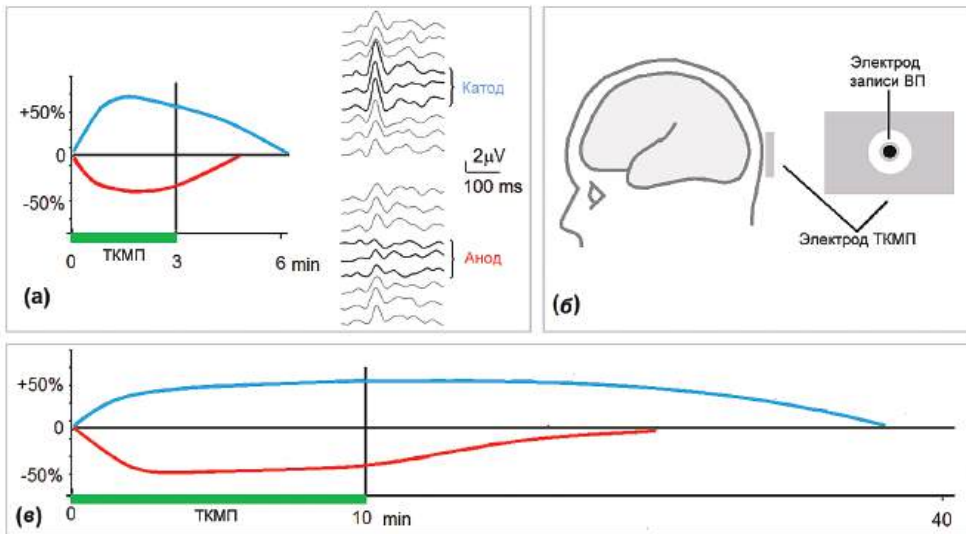 +50%
0
-50%
ТКМП
0
3
6 min
(а)
Катод
2μV
100 ms
Анод
Электрод
записи ВП
Электрод ТКМП
(б)
+50%
0
-50%
0
ТКМП
10 min
40
(в)